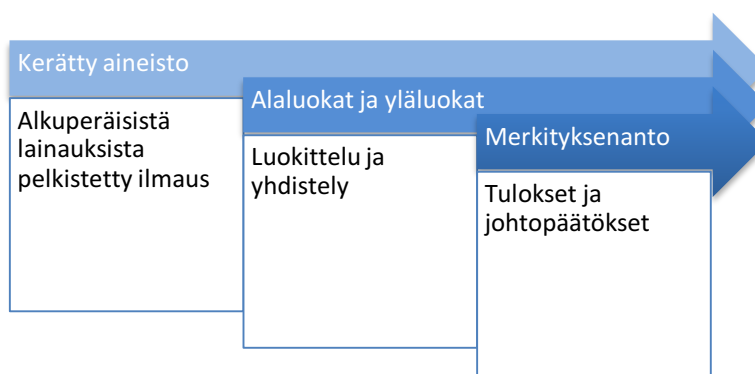 Kerätty aineisto
Alkuperäisistä
lainauksista
pelkistetty ilmaus
Alaluokat ja yläluokat
Luokittelu ja
yhdistely
Merkityksenanto
Tulokset ja
johtopäätökset